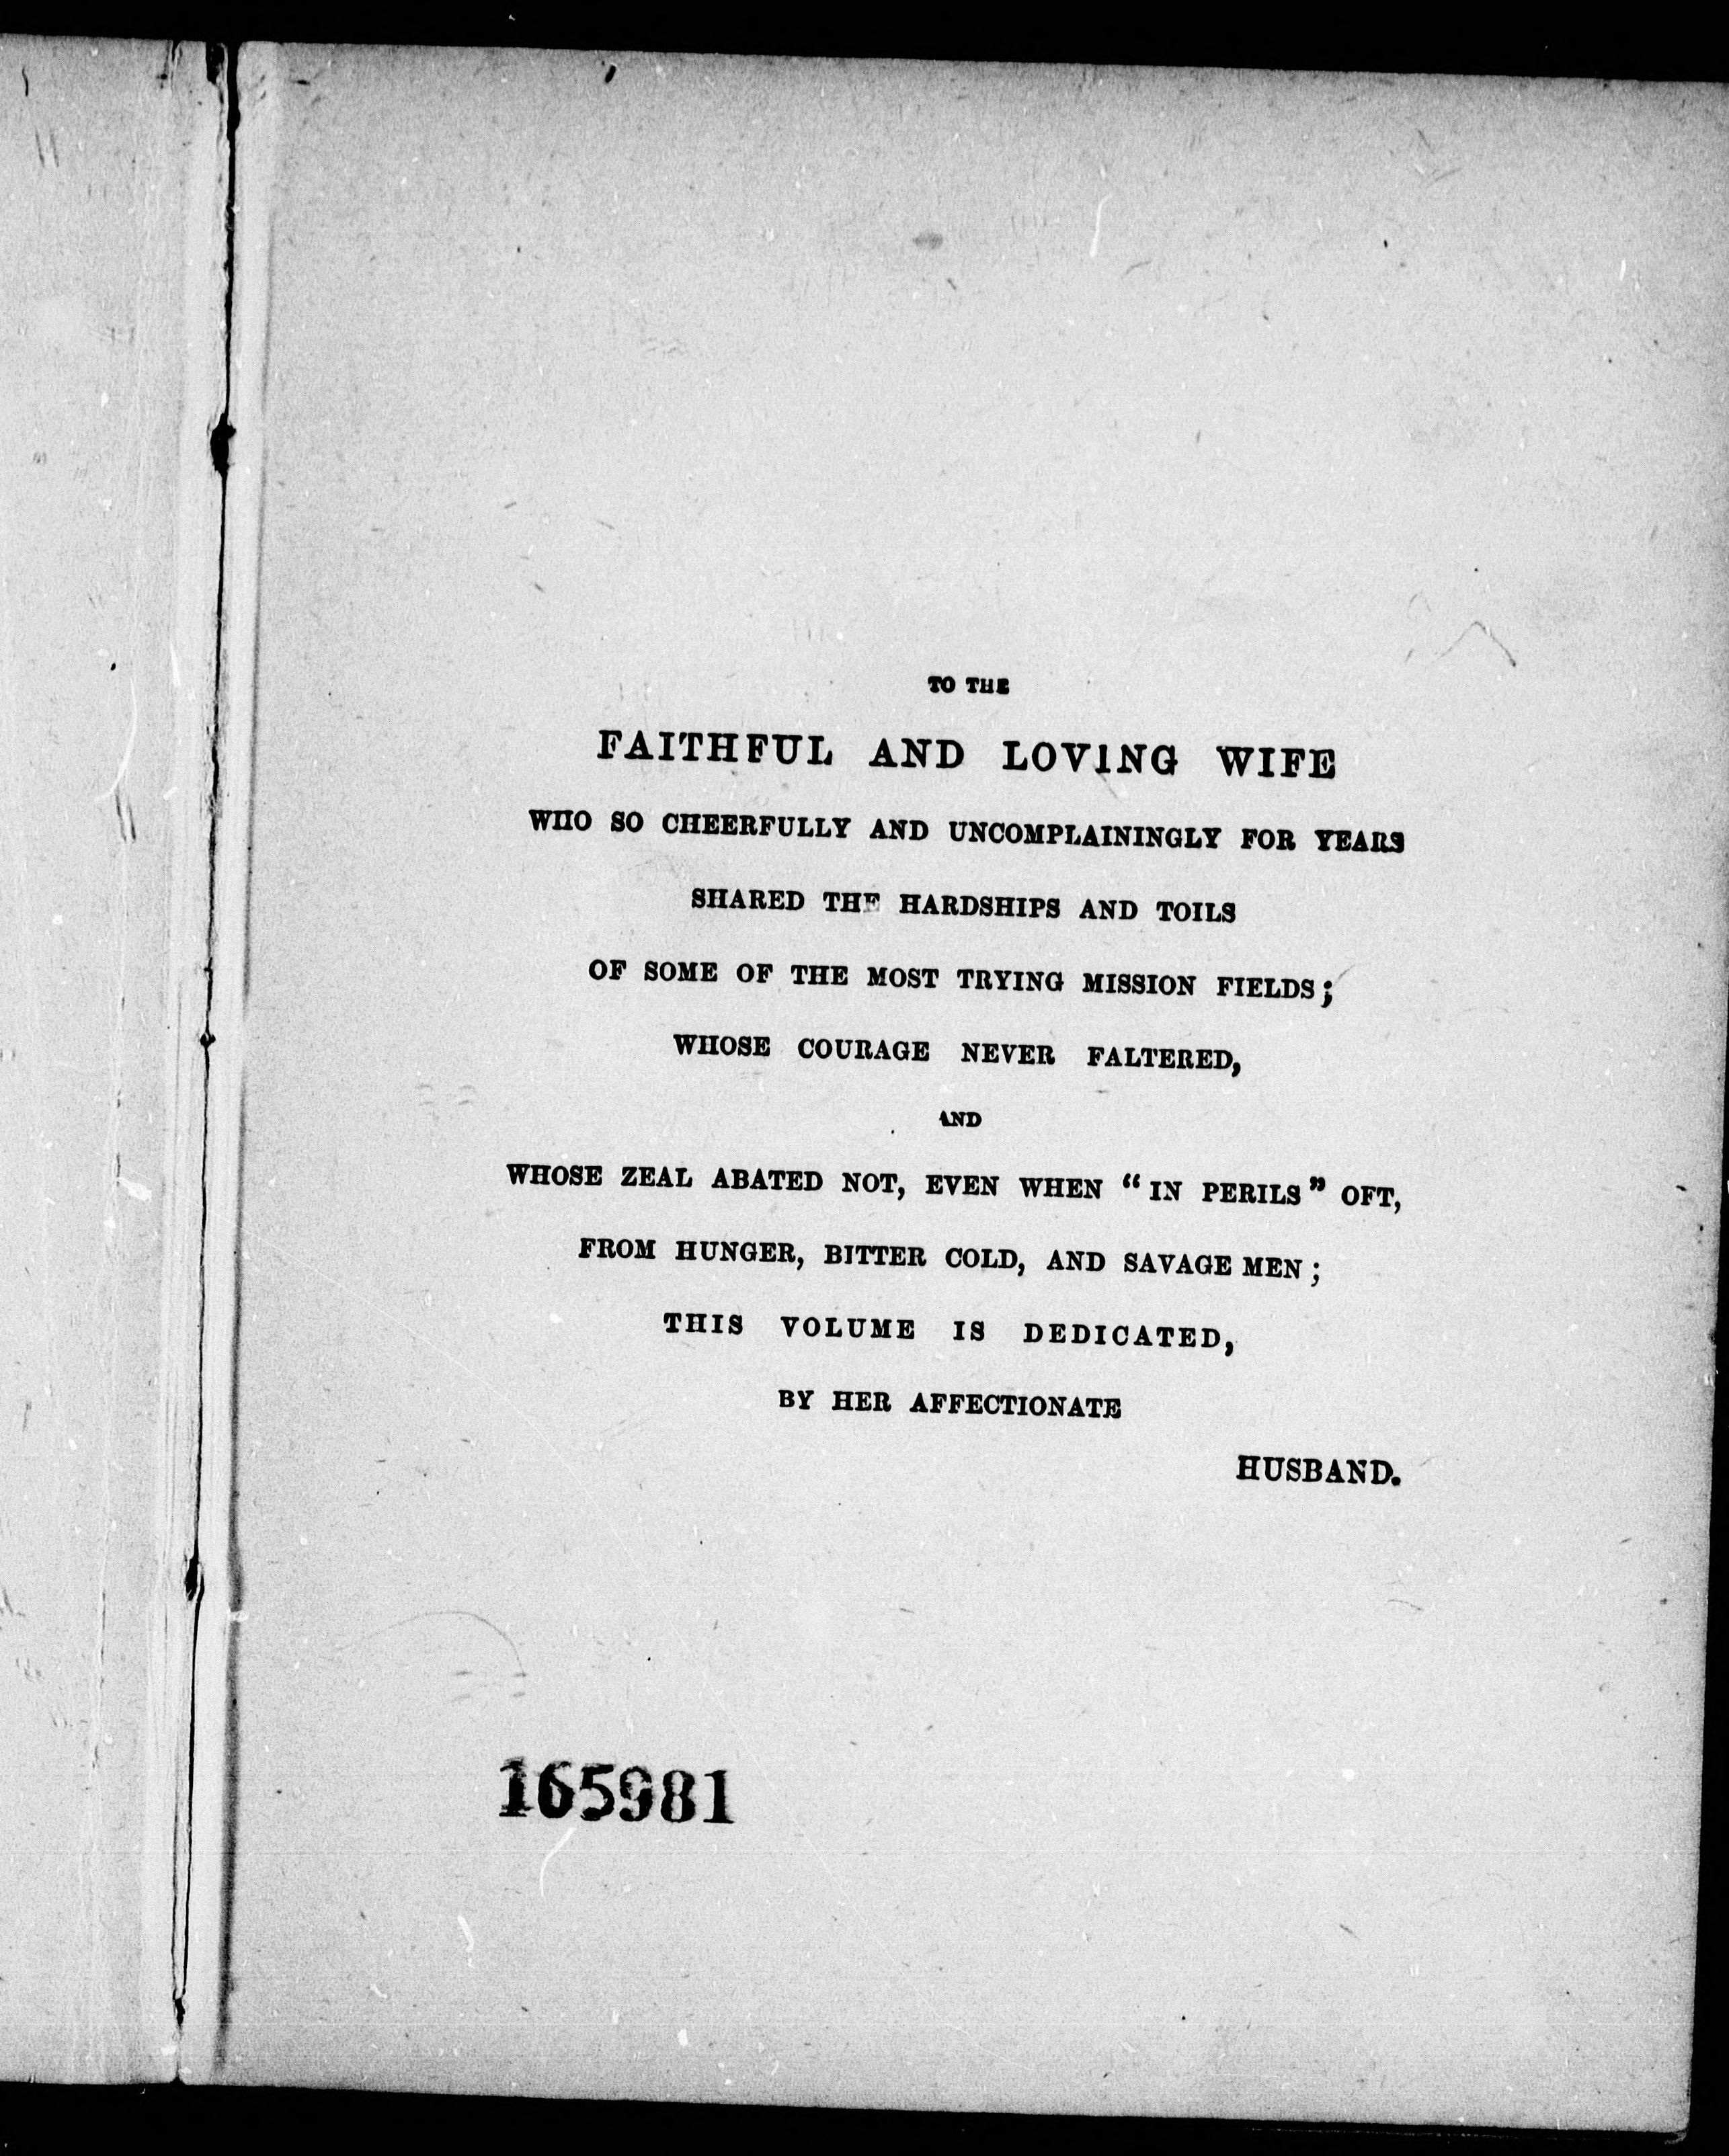 TO THE
FAITHFUL AND LOVING WIFE
WHO SO CHEERFULLY AND UNCOMPLAININGLY FOR YEARS
SHARED THE HARDSHIPS AND TOILS
OF SOME OF THE MOST TRYING MISSION FIELDS;
WHOSE COURAGE NEVER FALTERED,
AND
WHOSE ZEAL ABATED NOT, EVEN WHEN “IN PERILS” OFT,
FROM HUNGER, BITTER COLD, AND SAVAGE MEN;
THIS VOLUME IS DEDICATED,
BY HER AFFECTIONATE
HUSBAND.
165981